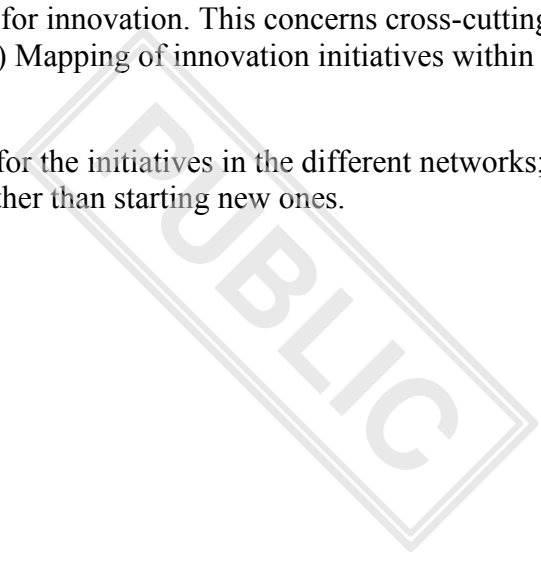 for innovation. This concerns cross-cutting
) Mapping of innovation initiatives within
for the initiatives in the different networks;
ther than starting new ones.
PUBLIC